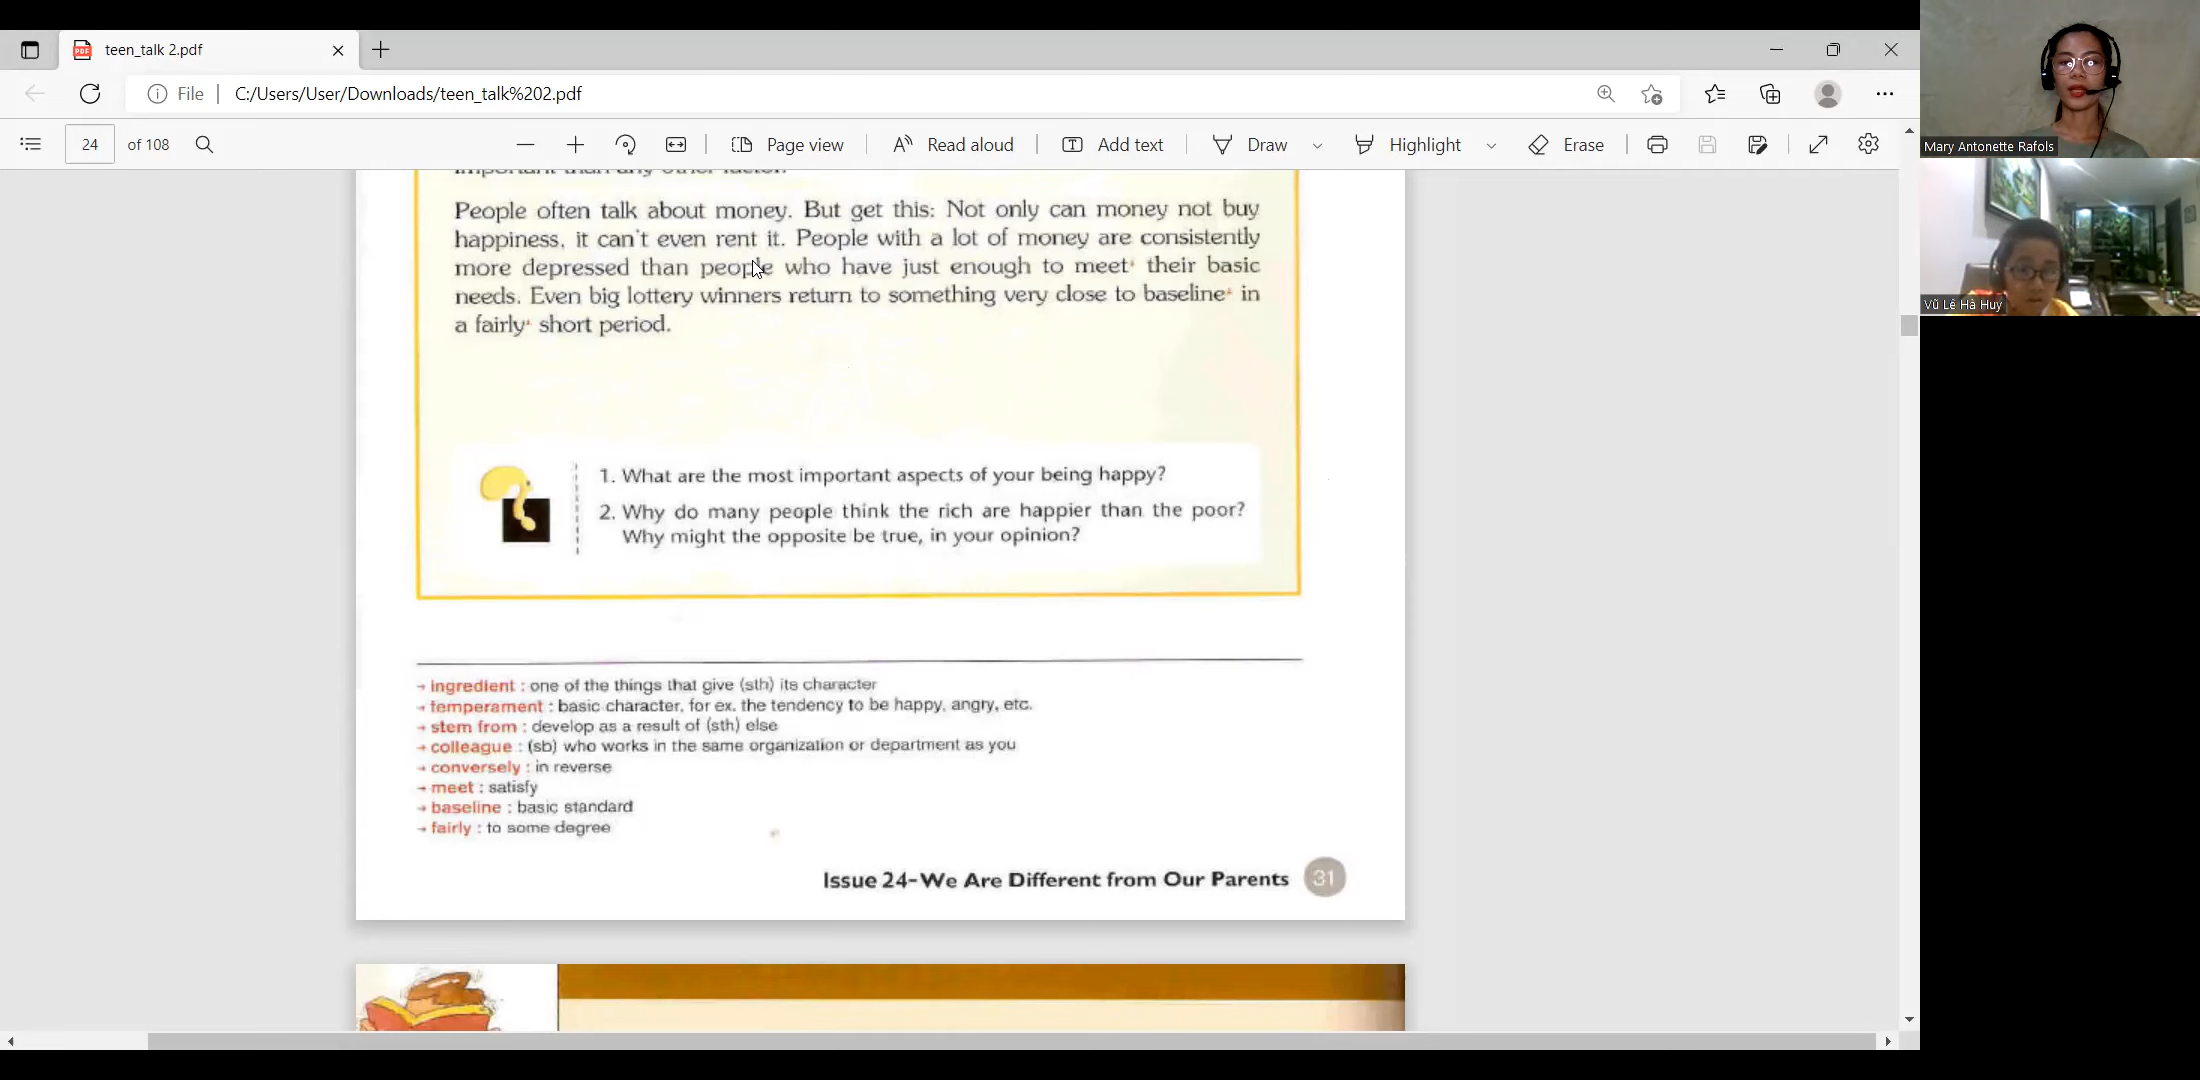 teen_talk 2.pdf
File
C:/Users/User/Downloads/teen_talk%202.pdf
24 of 108
Page view
Read aloud
Add text
Draw
Highlight
Erase
important than any other factor.
People often talk about money. But get this: Not only can money not buy
happiness, it can't even rent it. People with a lot of money are consistently
more depressed than people who have just enough to meet their basic
needs. Even big lottery winners return to something very close to baseline in
a fairly short period.
1. What are the most important aspects of your being happy?
2. Why do many people think the rich are happier than the poor?
Why might the opposite be true, in your opinion?
→ ingredient : one of the things that give (sth) its character
→ temperament : basic character, for ex. the tendency to be happy, angry, etc.
→ stem from : develop as a result of (sth) else
→ colleague : (sb) who works in the same organization or department as you
→ conversely : in reverse
→ meet : satisfy
→ baseline : basic standard
→ fairly : to some degree
Issue 24-We Are Different from Our Parents 31
Mary Antonette Rafols
Vũ Lê Hà Huy